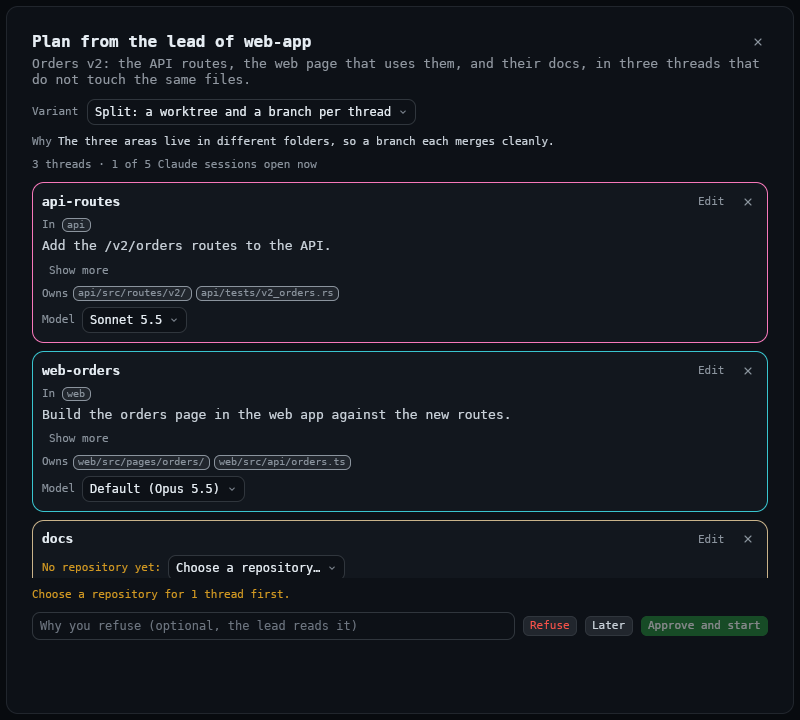 Plan from the lead of web-app
×
Orders v2: the API routes, the web page that uses them, and their docs, in three threads that
do not touch the same files.
Variant Split: a worktree and a branch per thread
Why The three areas live in different folders, so a branch each merges cleanly.
3 threads · 1 of 5 Claude sessions open now
api-routes Edit ×
In api
Add the /v2/orders routes to the API.
Show more
Owns api/src/routes/v2/ api/tests/v2_orders.rs
Model Sonnet 5.5
web-orders Edit ×
In web
Build the orders page in the web app against the new routes.
Show more
Owns web/src/pages/orders/ web/src/api/orders.ts
Model Default (Opus 5.5)
docs Edit ×
No repository yet: Choose a repository…
Choose a repository for 1 thread first.
Why you refuse (optional, the lead reads it) Refuse Later Approve and start